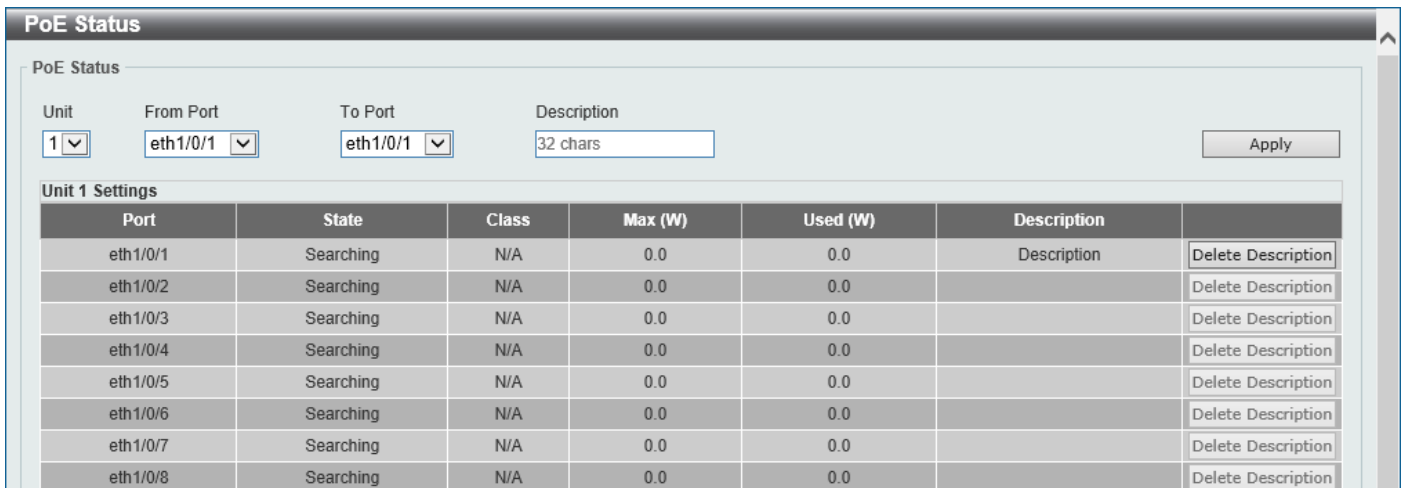 PoE Status
PoE Status
Unit From Port To Port Description
1 eth1/0/1 eth1/0/1 32 chars Apply
Unit 1 Settings
Port State Class Max (W) Used (W) Description
eth1/0/1 Searching N/A 0.0 0.0 Description Delete Description
eth1/0/2 Searching N/A 0.0 0.0 Delete Description
eth1/0/3 Searching N/A 0.0 0.0 Delete Description
eth1/0/4 Searching N/A 0.0 0.0 Delete Description
eth1/0/5 Searching N/A 0.0 0.0 Delete Description
eth1/0/6 Searching N/A 0.0 0.0 Delete Description
eth1/0/7 Searching N/A 0.0 0.0 Delete Description
eth1/0/8 Searching N/A 0.0 0.0 Delete Description